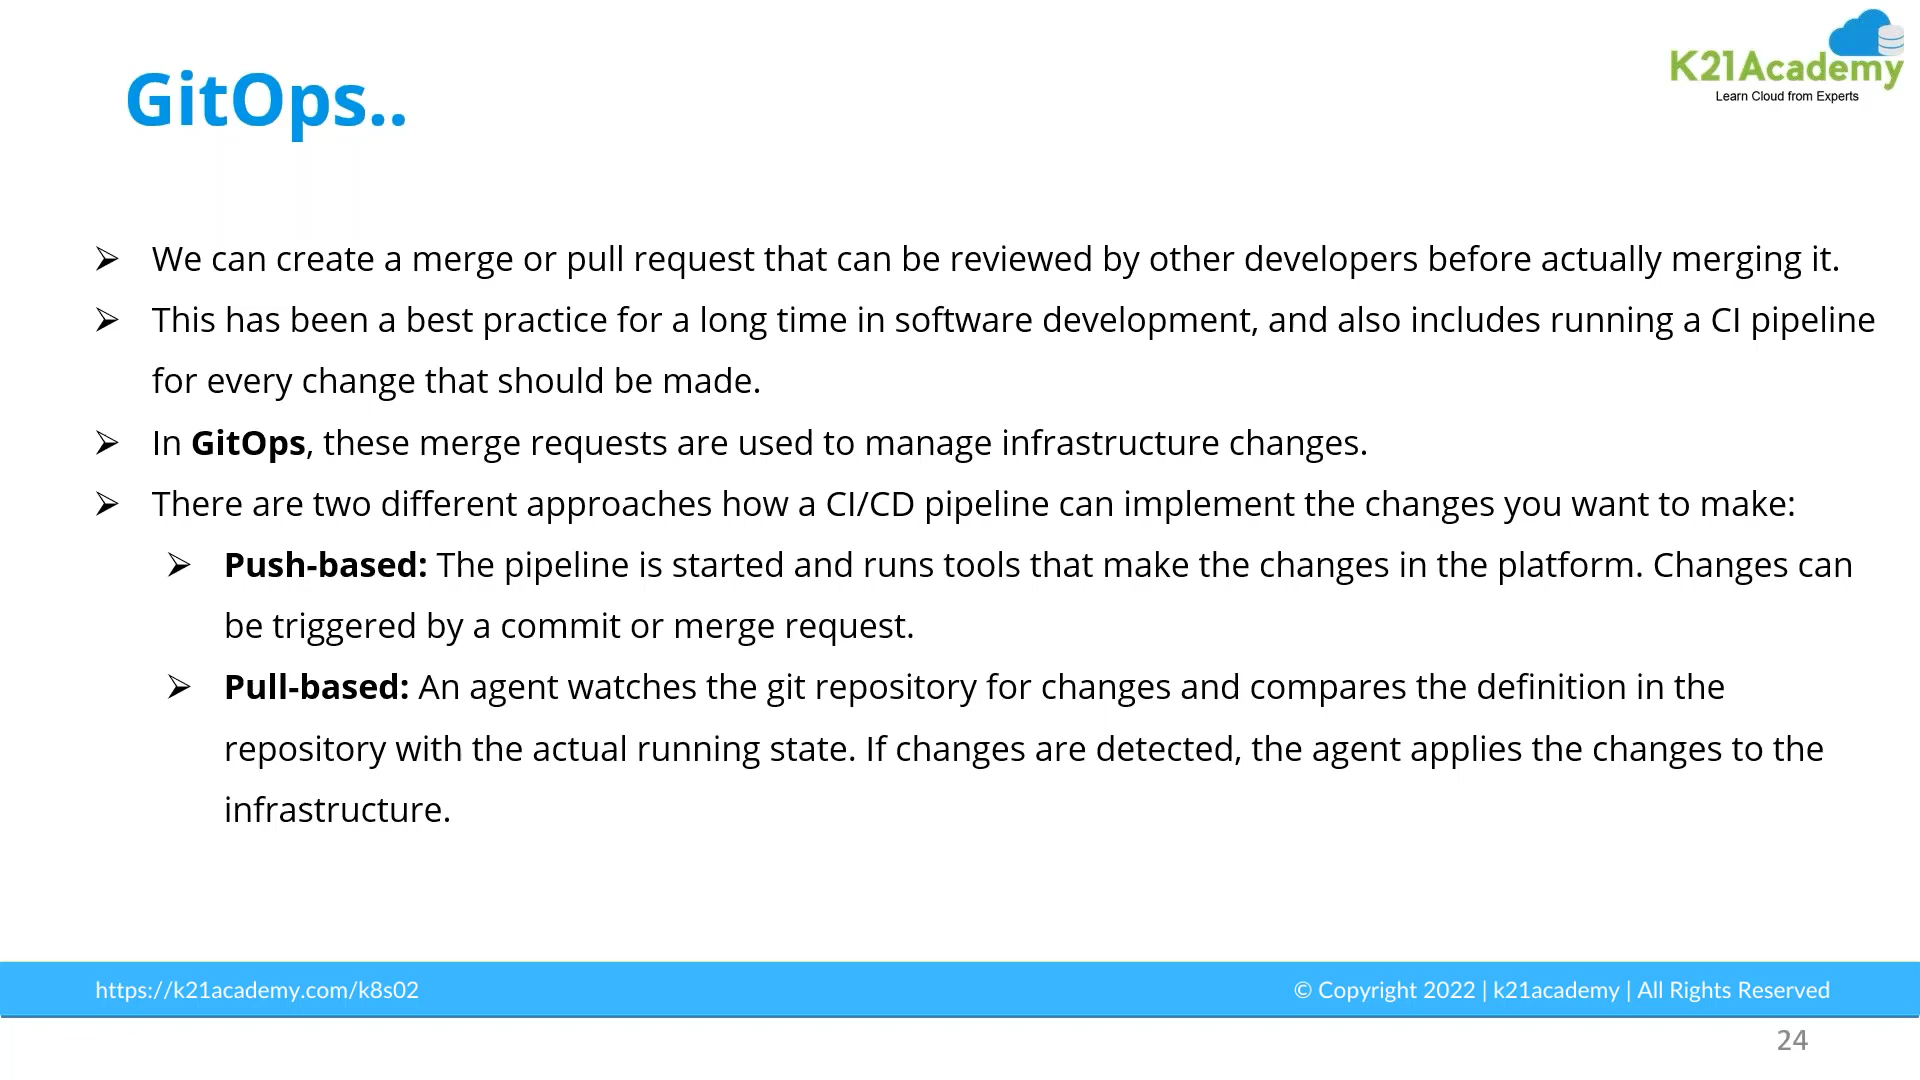 K21Academy
Learn Cloud from Experts
GitOps..
➢ We can create a merge or pull request that can be reviewed by other developers before actually merging it.
➢ This has been a best practice for a long time in software development, and also includes running a CI pipeline
for every change that should be made.
➢ In GitOps, these merge requests are used to manage infrastructure changes.
➢ There are two different approaches how a CI/CD pipeline can implement the changes you want to make:
➢ Push-based: The pipeline is started and runs tools that make the changes in the platform. Changes can
be triggered by a commit or merge request.
➢ Pull-based: An agent watches the git repository for changes and compares the definition in the
repository with the actual running state. If changes are detected, the agent applies the changes to the
infrastructure.
https://k21academy.com/k8s02
© Copyright 2022 | k21academy | All Rights Reserved
24